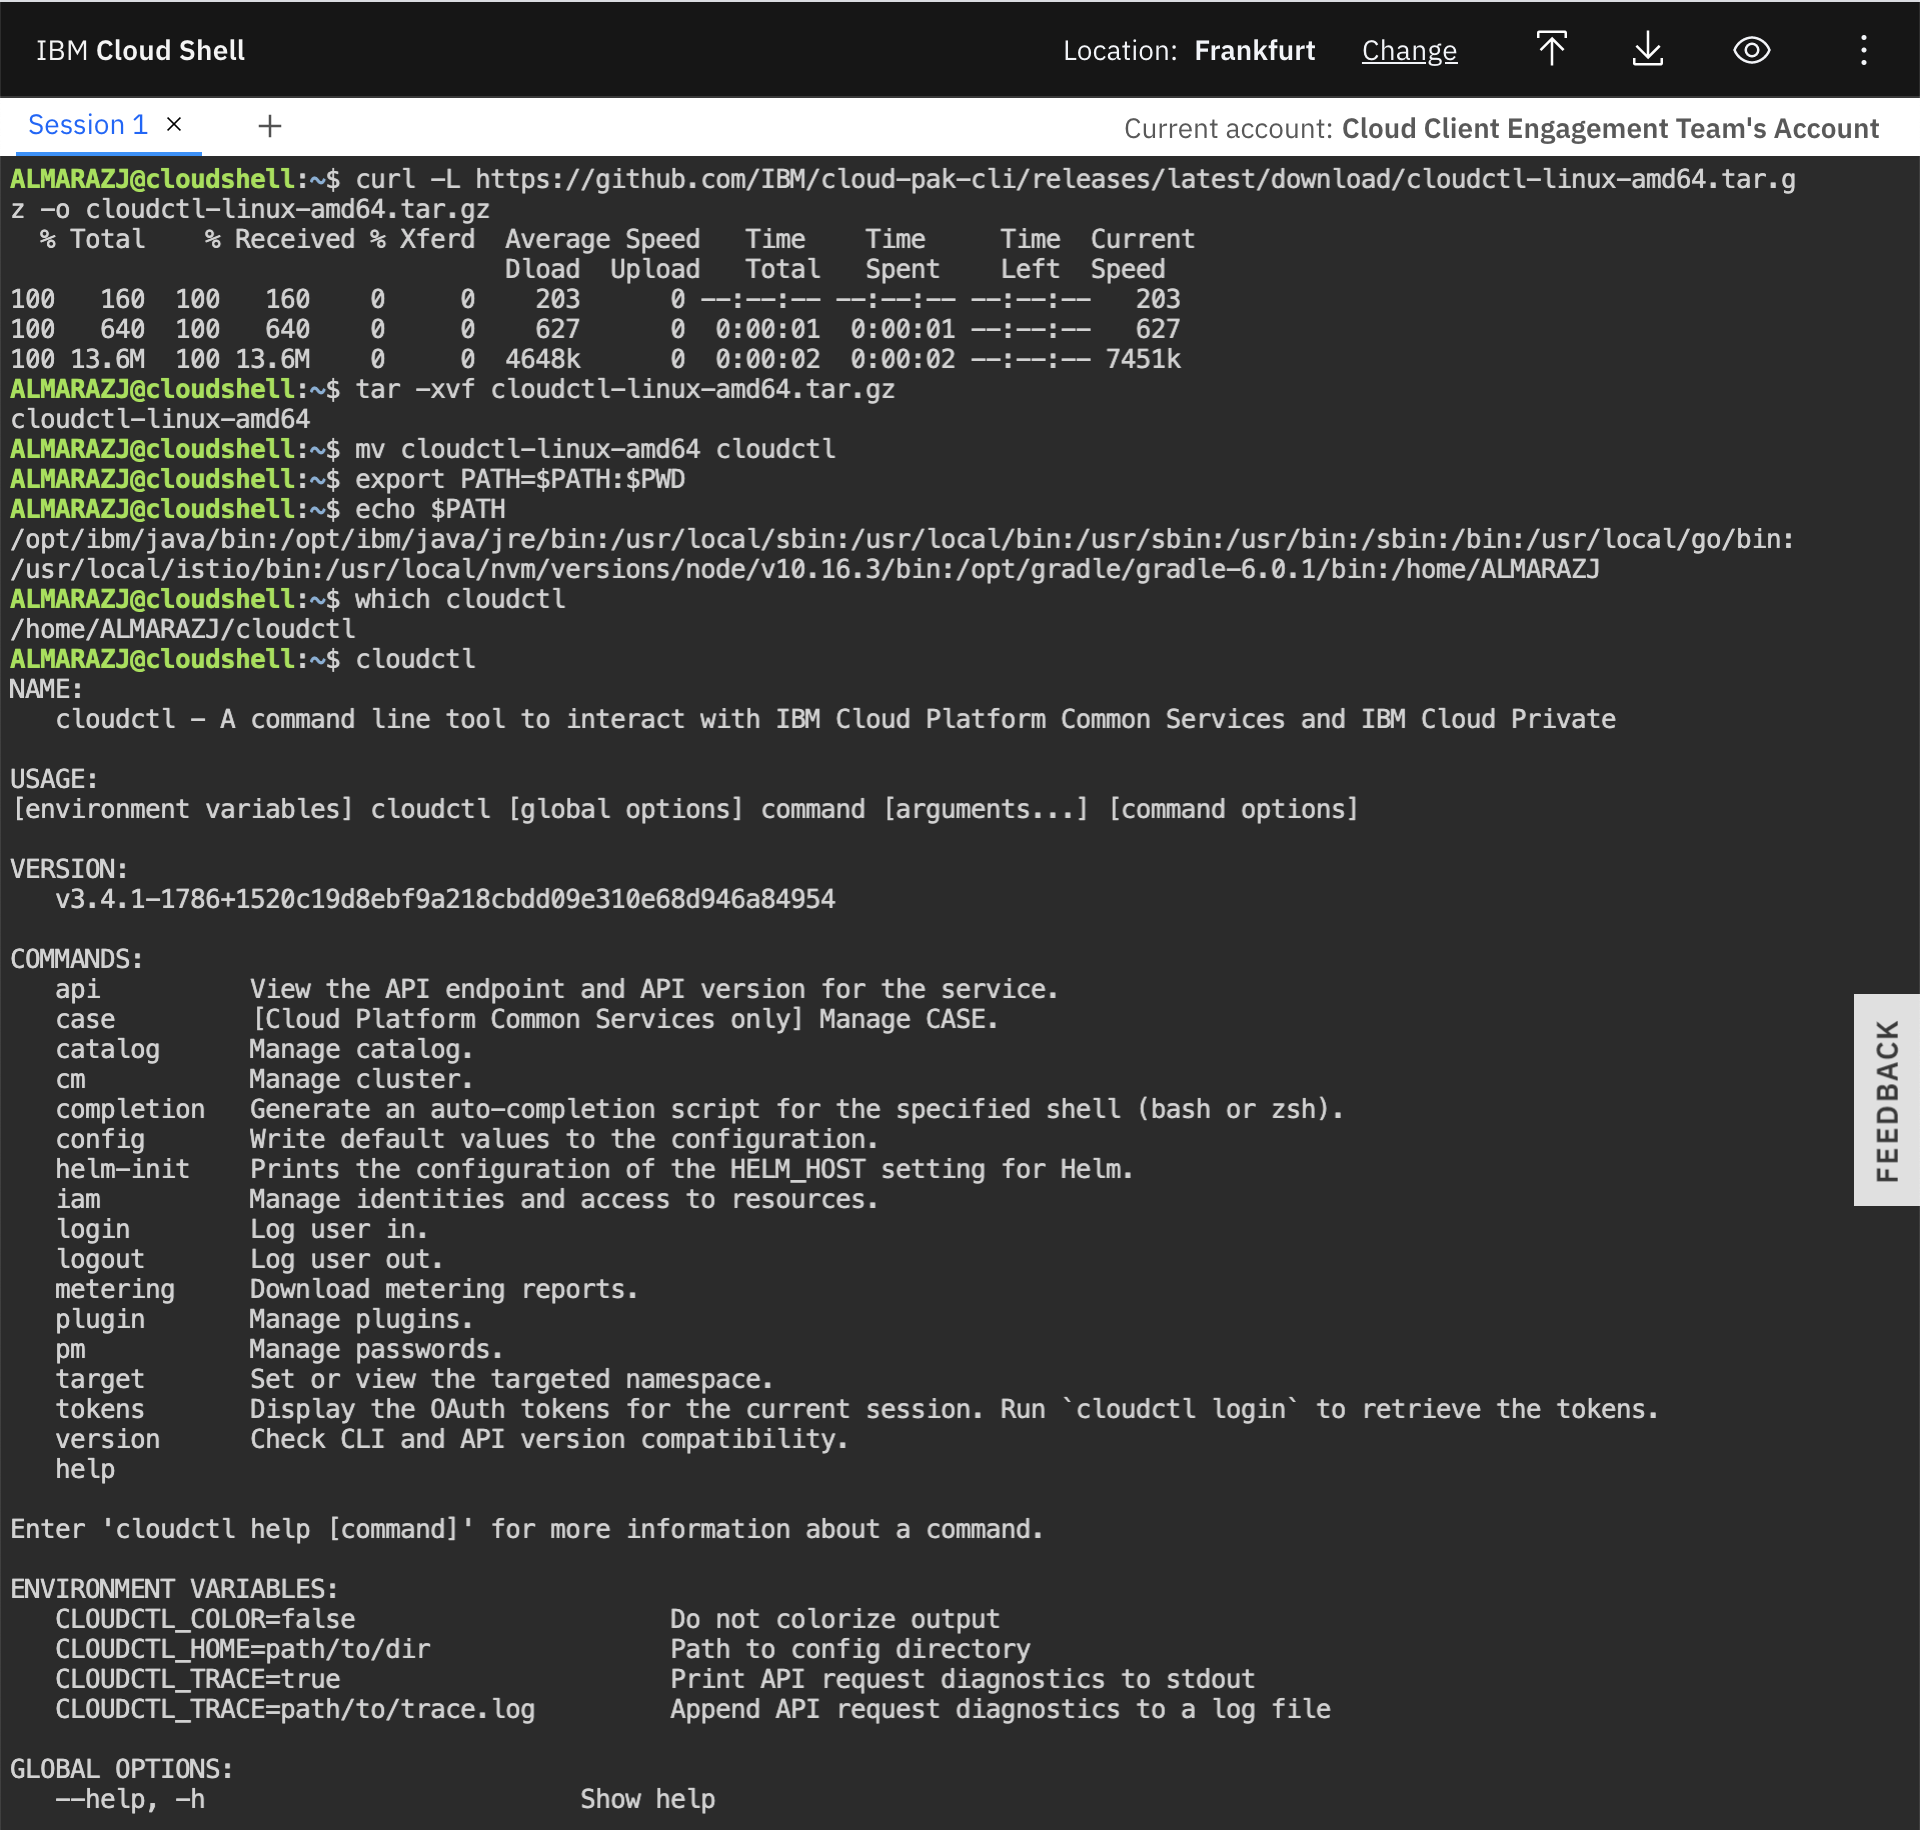 IBM Cloud Shell Location: Frankfurt Change
Session 1 × + Current account: Cloud Client Engagement Team's Account
ALMARAZJ@cloudshell:~$ curl -L https://github.com/IBM/cloud-pak-cli/releases/latest/download/cloudctl-linux-amd64.tar.g
z -o cloudctl-linux-amd64.tar.gz
  % Total    % Received % Xferd  Average Speed   Time    Time     Time  Current
                                 Dload  Upload   Total   Spent    Left  Speed
100   160  100   160    0     0    203      0 --:--:-- --:--:-- --:--:--   203
100   640  100   640    0     0    627      0  0:00:01  0:00:01 --:--:--   627
100 13.6M  100 13.6M    0     0  4648k      0  0:00:02  0:00:02 --:--:-- 7451k
ALMARAZJ@cloudshell:~$ tar -xvf cloudctl-linux-amd64.tar.gz
cloudctl-linux-amd64
ALMARAZJ@cloudshell:~$ mv cloudctl-linux-amd64 cloudctl
ALMARAZJ@cloudshell:~$ export PATH=$PATH:$PWD
ALMARAZJ@cloudshell:~$ echo $PATH
/opt/ibm/java/bin:/opt/ibm/java/jre/bin:/usr/local/sbin:/usr/local/bin:/usr/sbin:/usr/bin:/sbin:/bin:/usr/local/go/bin:
/usr/local/istio/bin:/usr/local/nvm/versions/node/v10.16.3/bin:/opt/gradle/gradle-6.0.1/bin:/home/ALMARAZJ
ALMARAZJ@cloudshell:~$ which cloudctl
/home/ALMARAZJ/cloudctl
ALMARAZJ@cloudshell:~$ cloudctl
NAME:
   cloudctl - A command line tool to interact with IBM Cloud Platform Common Services and IBM Cloud Private
USAGE:
[environment variables] cloudctl [global options] command [arguments...] [command options]
VERSION:
   v3.4.1-1786+1520c19d8ebf9a218cbdd09e310e68d946a84954
COMMANDS:
   api          View the API endpoint and API version for the service.
   case         [Cloud Platform Common Services only] Manage CASE.
   catalog      Manage catalog.
   cm           Manage cluster.
   completion   Generate an auto-completion script for the specified shell (bash or zsh).
   config       Write default values to the configuration.
   helm-init    Prints the configuration of the HELM_HOST setting for Helm.
   iam          Manage identities and access to resources.
   login        Log user in.
   logout       Log user out.
   metering     Download metering reports.
   plugin       Manage plugins.
   pm           Manage passwords.
   target       Set or view the targeted namespace.
   tokens       Display the OAuth tokens for the current session. Run `cloudctl login` to retrieve the tokens.
   version      Check CLI and API version compatibility.
   help
Enter 'cloudctl help [command]' for more information about a command.
ENVIRONMENT VARIABLES:
   CLOUDCTL_COLOR=false                     Do not colorize output
   CLOUDCTL_HOME=path/to/dir                Path to config directory
   CLOUDCTL_TRACE=true                      Print API request diagnostics to stdout
   CLOUDCTL_TRACE=path/to/trace.log         Append API request diagnostics to a log file
GLOBAL OPTIONS:
   --help, -h                         Show help
FEEDBACK